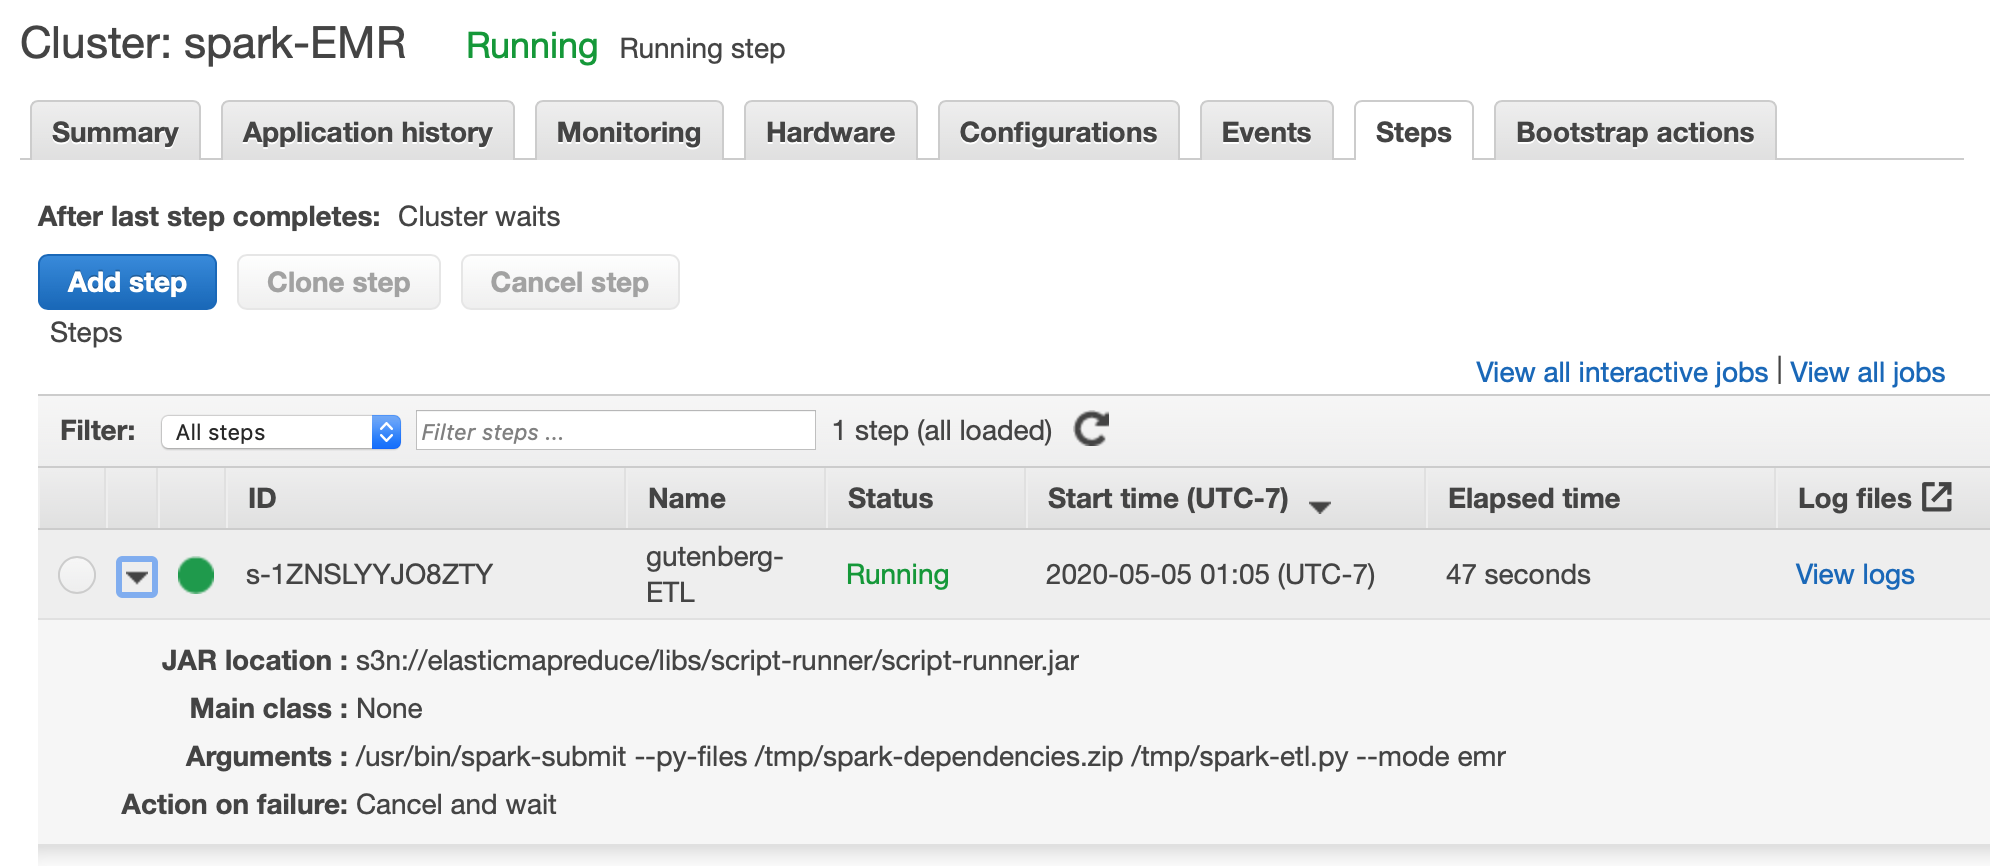 Cluster: spark-EMR Running Running step
Summary Application history Monitoring Hardware Configurations Events Steps Bootstrap actions
After last step completes: Cluster waits
Add step Clone step Cancel step
Steps
View all interactive jobs | View all jobs
Filter: All steps Filter steps ... 1 step (all loaded)
ID Name Status Start time (UTC-7) Elapsed time Log files
s-1ZNSLYYJO8ZTY gutenberg- Running 2020-05-05 01:05 (UTC-7) 47 seconds View logs
ETL
JAR location : s3n://elasticmapreduce/libs/script-runner/script-runner.jar
Main class : None
Arguments : /usr/bin/spark-submit --py-files /tmp/spark-dependencies.zip /tmp/spark-etl.py --mode emr
Action on failure: Cancel and wait